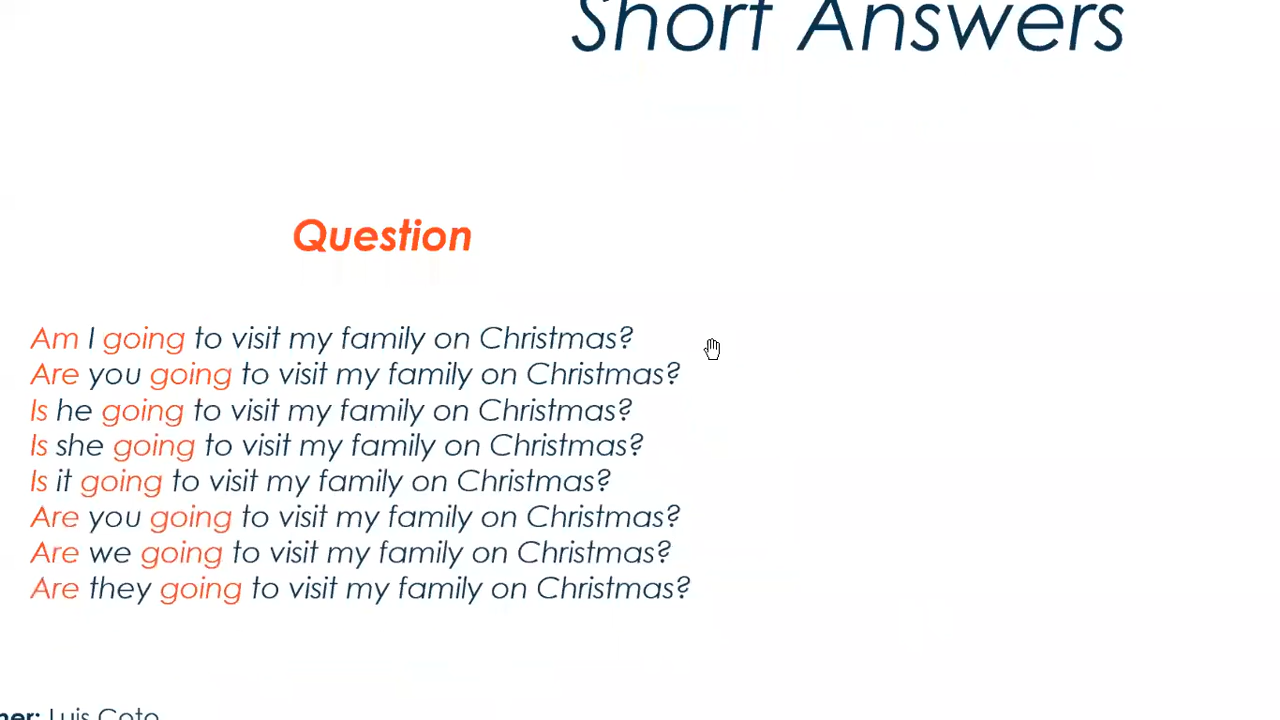 Short Answers
Question
Am I going to visit my family on Christmas?
Are you going to visit my family on Christmas?
Is he going to visit my family on Christmas?
Is she going to visit my family on Christmas?
Is it going to visit my family on Christmas?
Are you going to visit my family on Christmas?
Are we going to visit my family on Christmas?
Are they going to visit my family on Christmas?
Luis Coto